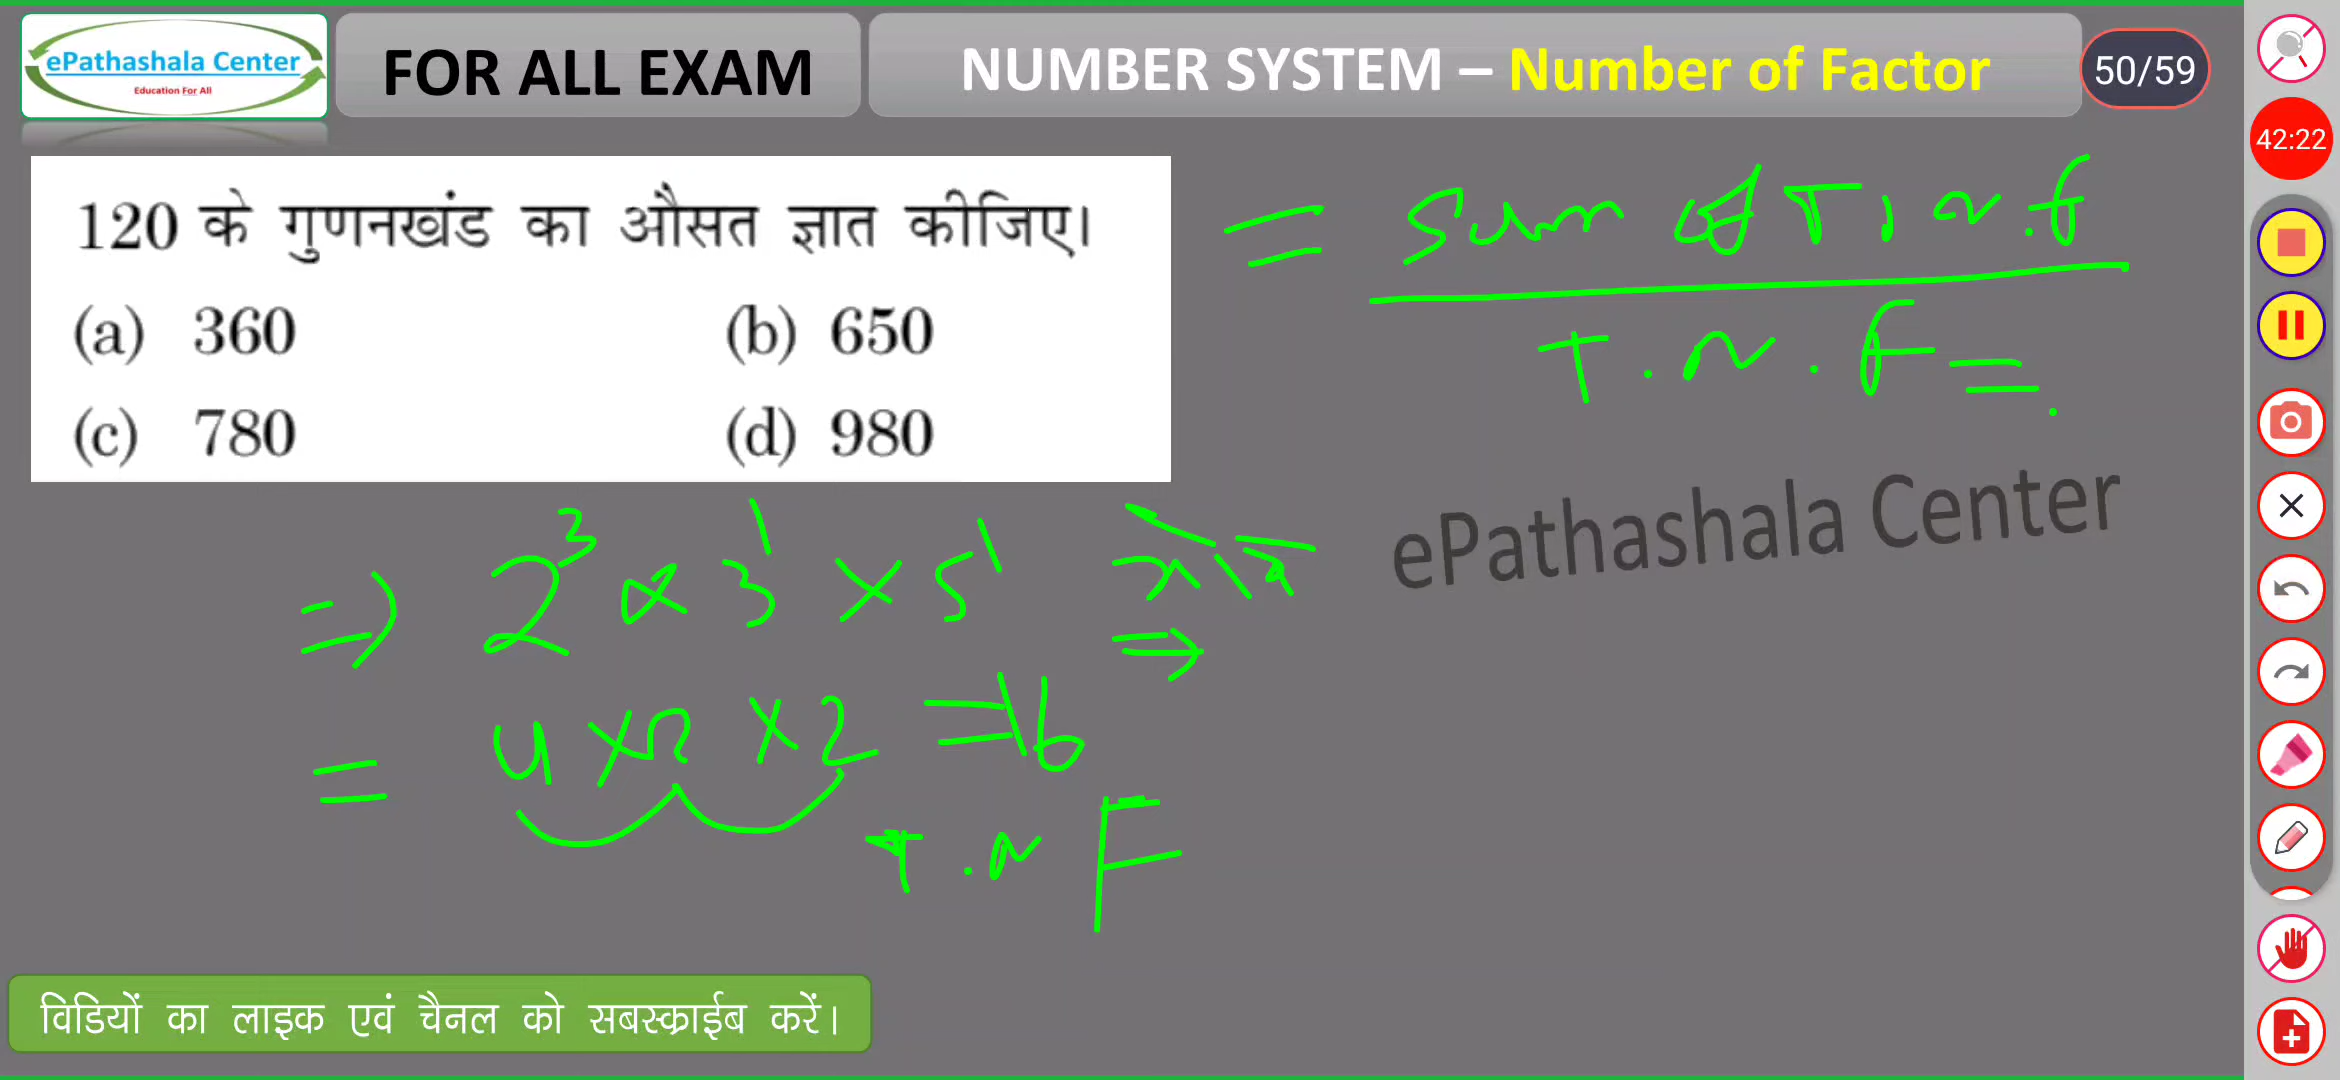 ePathashala Center
Education For All
FOR ALL EXAM
NUMBER SYSTEM – Number of Factor
50/59
42:22
120 के गुणनखंड का औसत ज्ञात कीजिए।
(a) 360 (b) 650
(c) 780 (d) 980
= sum of T.N.F
T.N.F =
ePathashala Center
⇒ 2³ × 3¹ × 5¹
⇒
= 4 × 2 × 2 = 16
T.N F
विडियों का लाइक एवं चैनल को सबस्क्राईब करें।